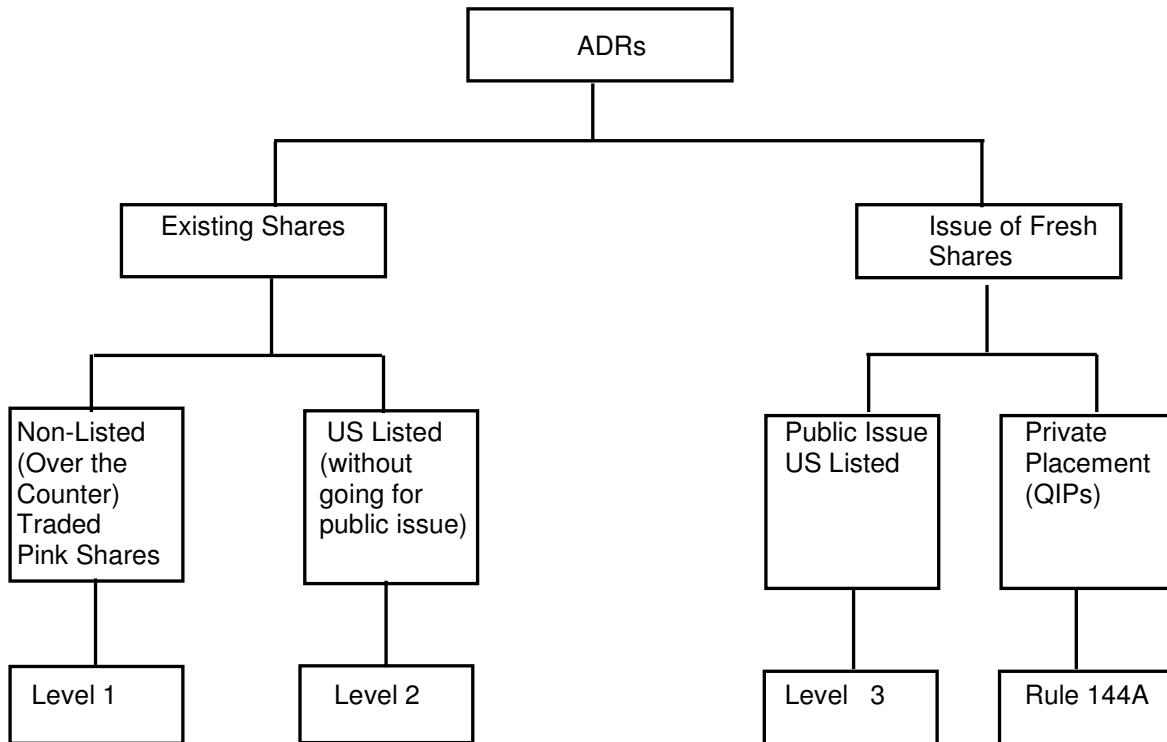 ADRs
Existing Shares
Issue of Fresh
Shares
Non-Listed
(Over the
Counter)
Traded
Pink Shares
US Listed
(without
going for
public issue)
Public Issue
US Listed
Private
Placement
(QIPs)
Level 1
Level 2
Level 3
Rule 144A